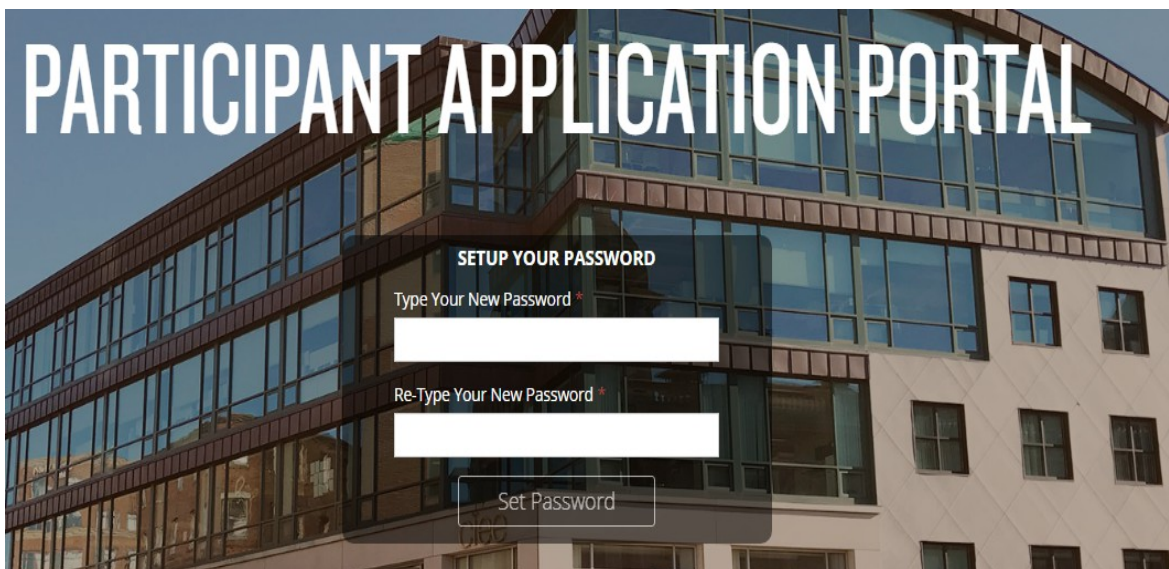 PARTICIPANT APPLICATION PORTAL
SETUP YOUR PASSWORD
Type Your New Password *
Re-Type Your New Password *
Set Password